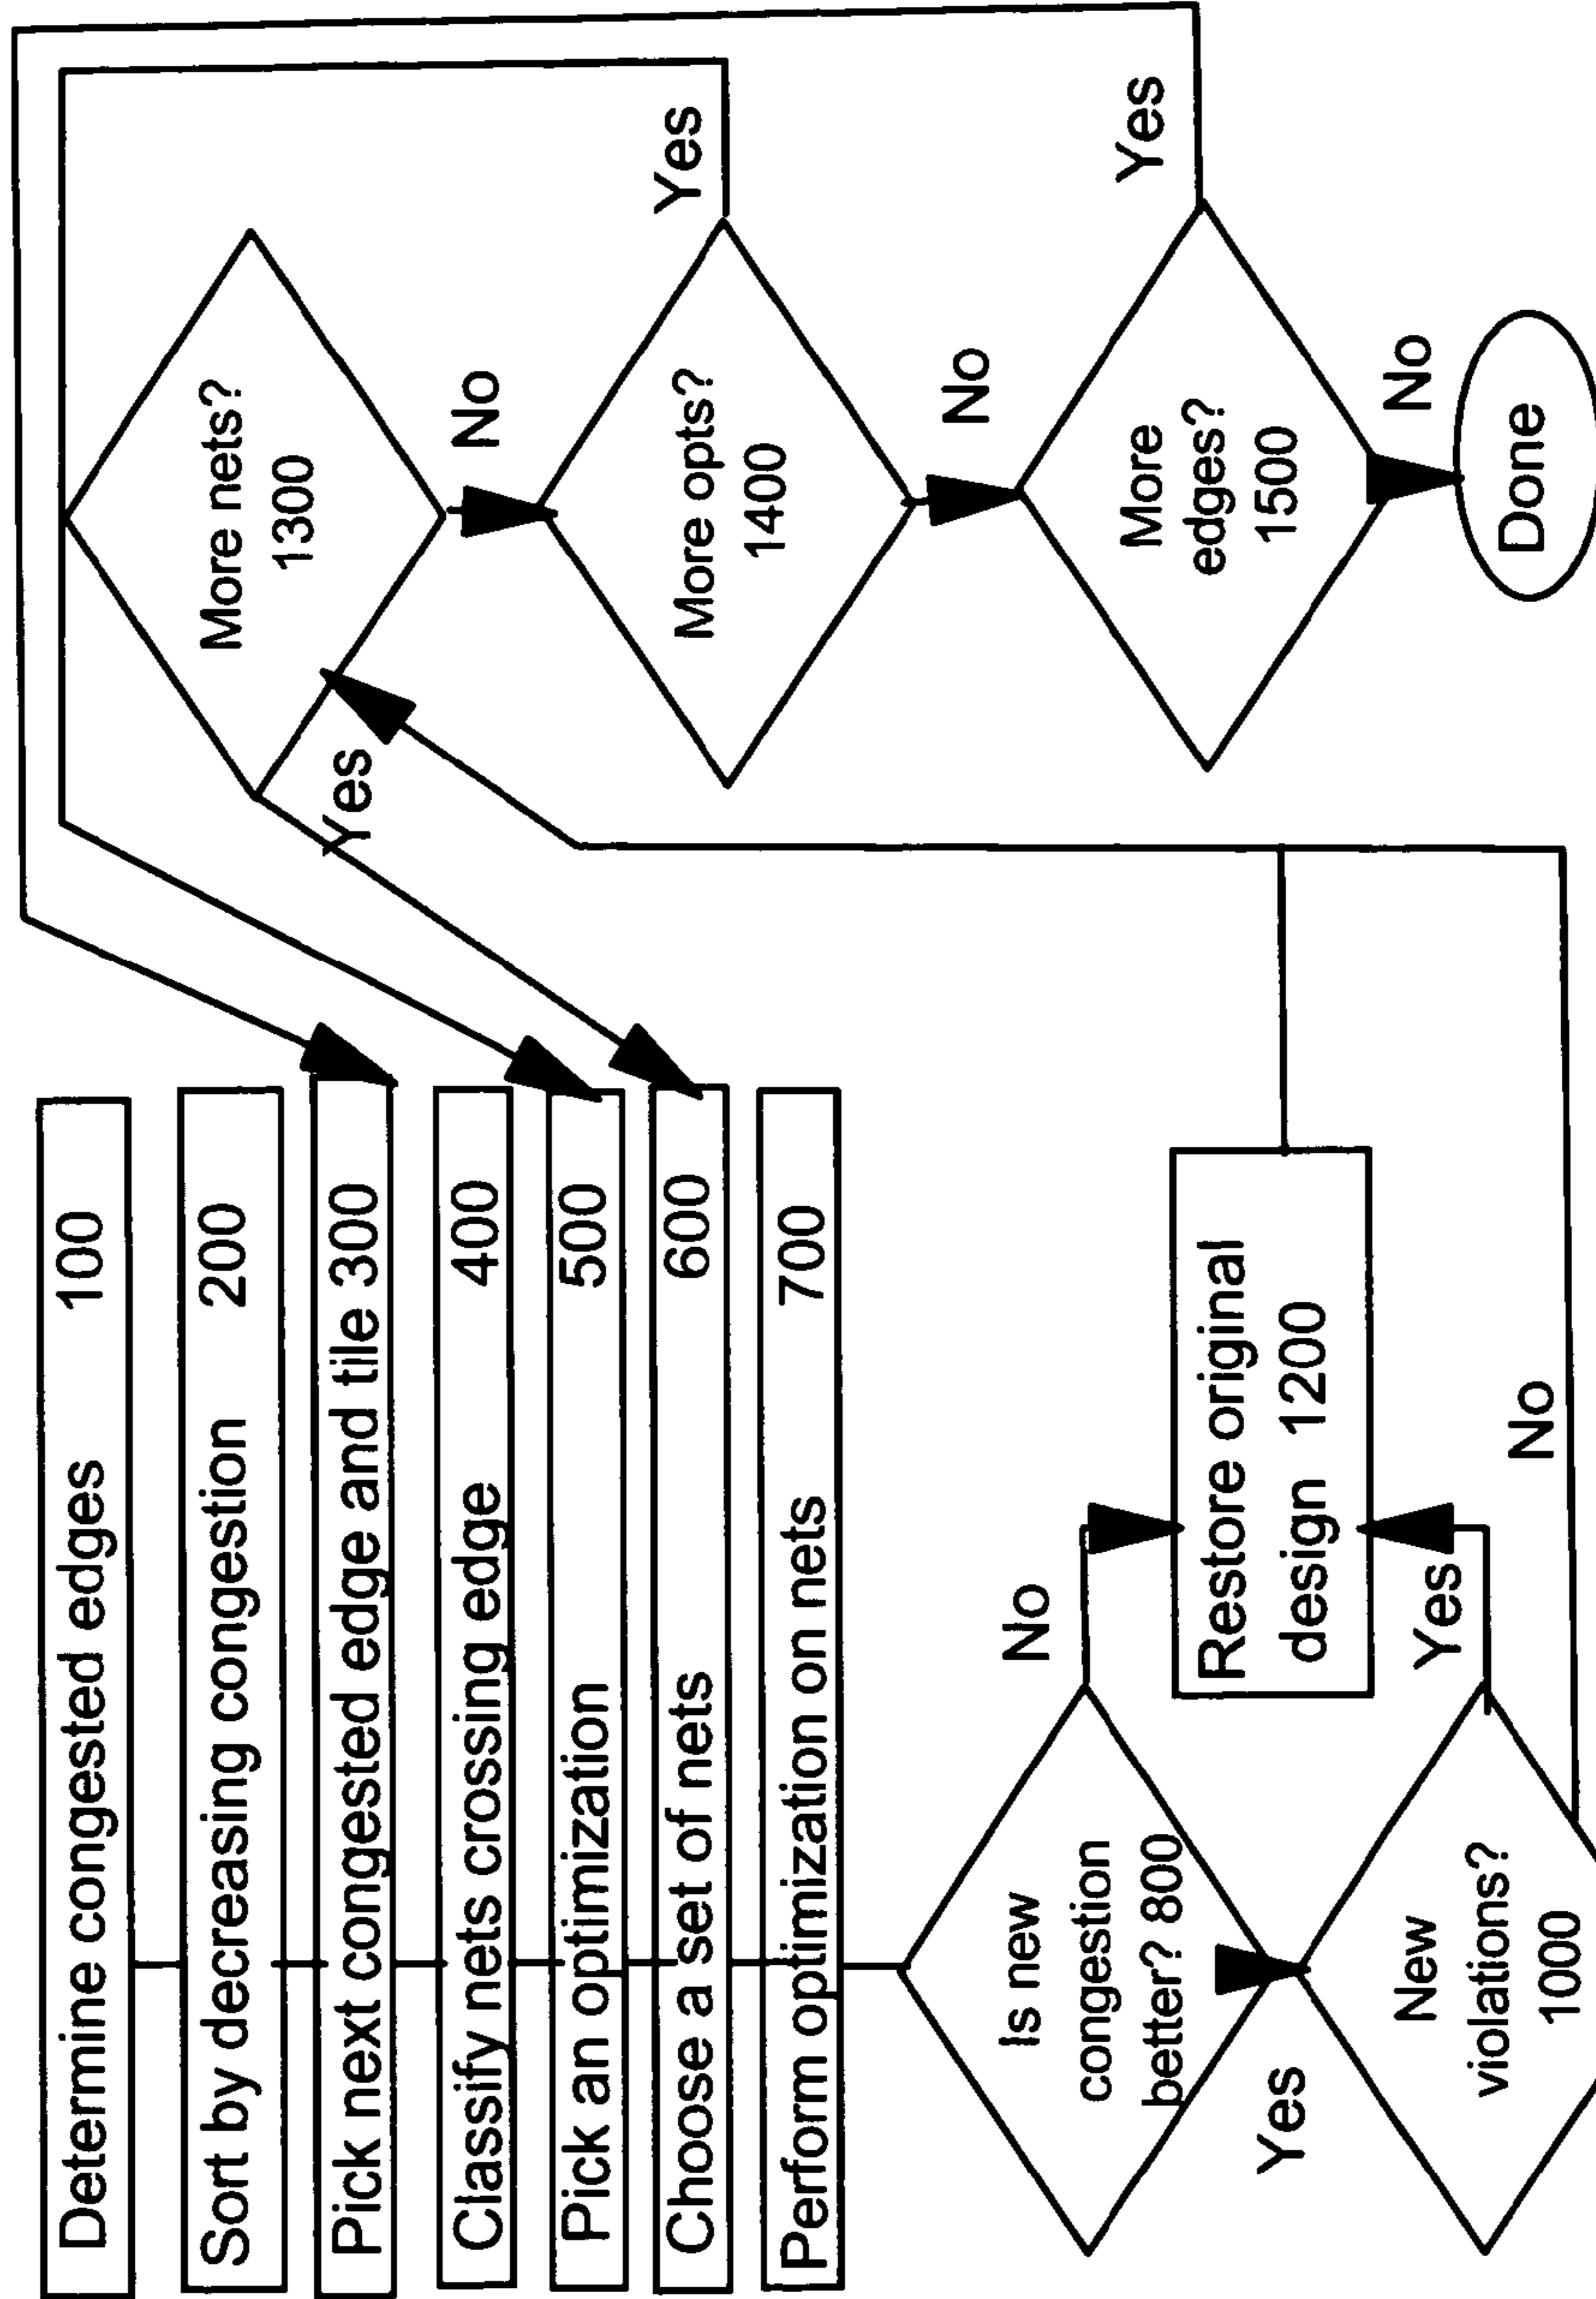 Determine congested edges 100
Sort by decreasing congestion 200
Pick next congested edge and tile 300
Classify nets crossing edge 400
Pick an optimization 500
Choose a set of nets 600
Perform optimization on nets 700
Is new
congestion
better? 800
No
Yes
New
violations?
1000
Yes
No
Restore original
design 1200
More nets?
1300
Yes
No
More opts?
1400
Yes
No
More
edges?
1500
Yes
No
Done